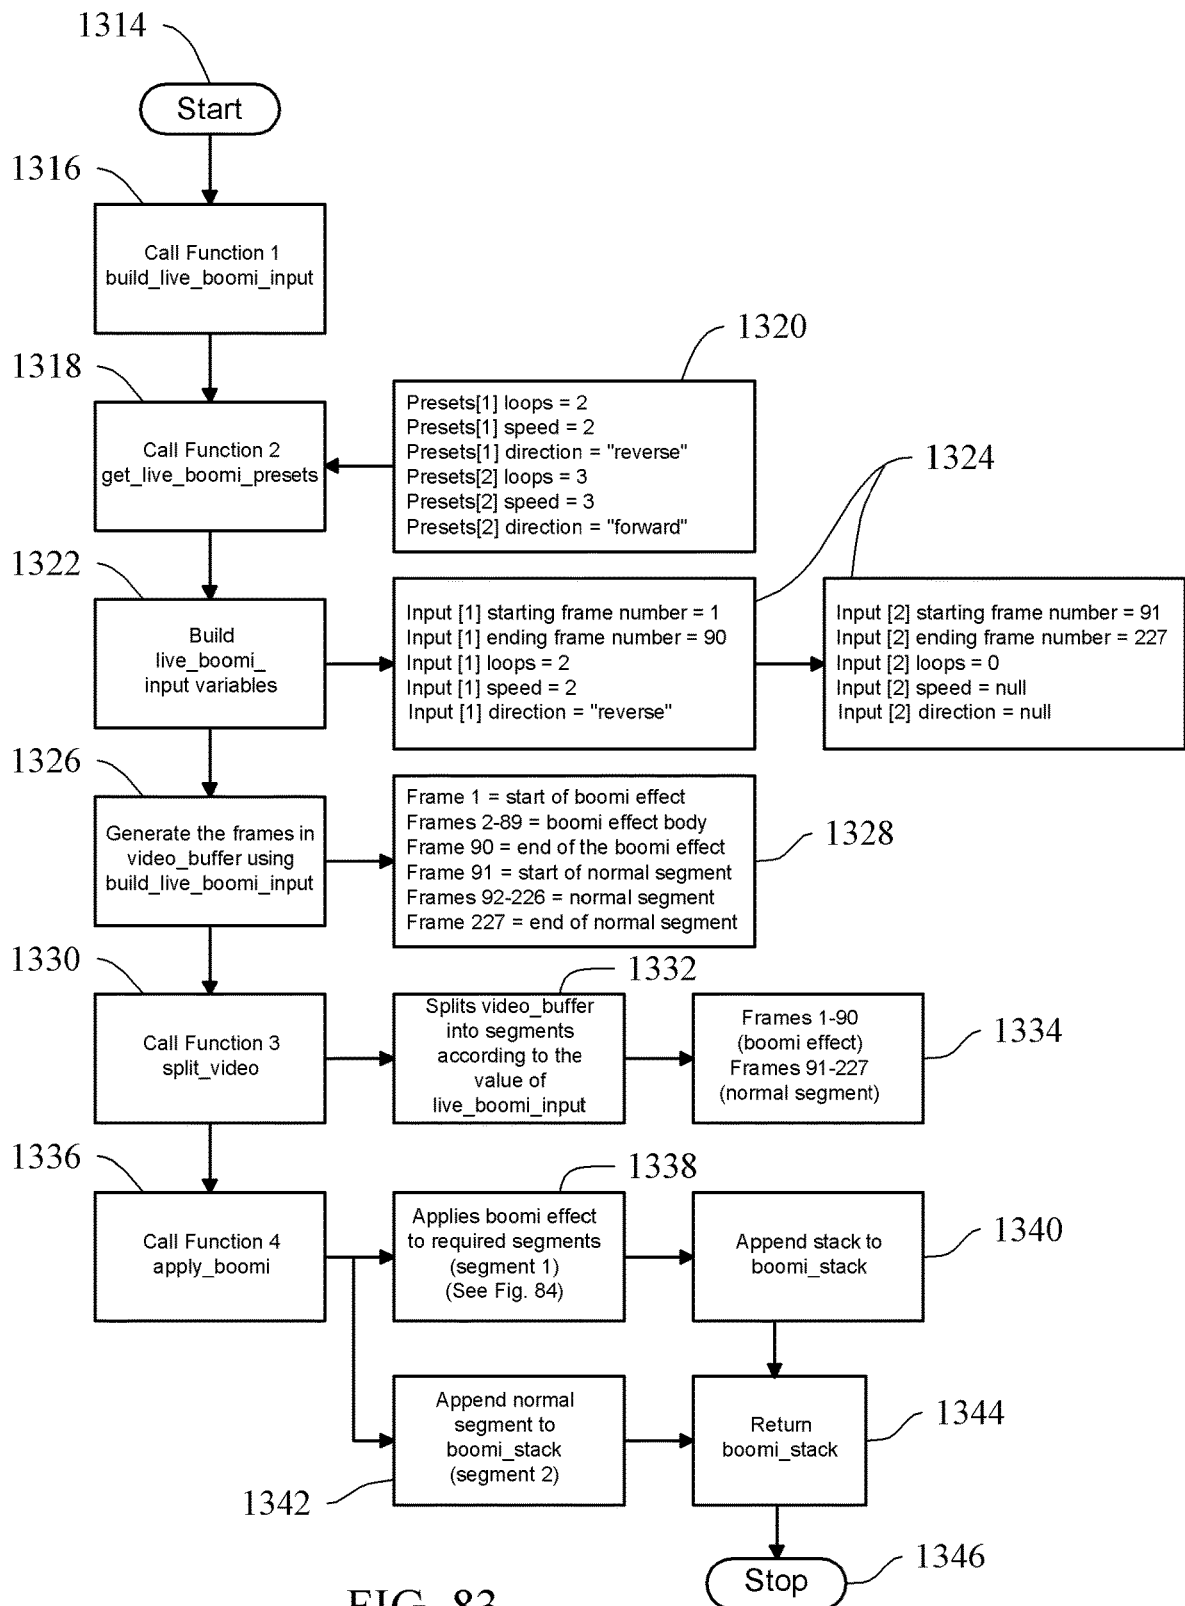 1314
Start
1316
Call Function 1
build_live_boomi_input
1318
Call Function 2
get_live_boomi_presets
1320
Presets[1] loops = 2
Presets[1] speed = 2
Presets[1] direction = "reverse"
Presets[2] loops = 3
Presets[2] speed = 3
Presets[2] direction = "forward"
1322
Build
live_boomi_
input variables
1324
Input [1] starting frame number = 1
Input [1] ending frame number = 90
Input [1] loops = 2
Input [1] speed = 2
Input [1] direction = "reverse"
Input [2] starting frame number = 91
Input [2] ending frame number = 227
Input [2] loops = 0
Input [2] speed = null
Input [2] direction = null
1326
Generate the frames in
video_buffer using
build_live_boomi_input
Frame 1 = start of boomi effect
Frames 2-89 = boomi effect body
Frame 90 = end of the boomi effect
Frame 91 = start of normal segment
Frames 92-226 = normal segment
Frame 227 = end of normal segment
1328
1330
Call Function 3
split_video
1332
Splits video_buffer
into segments
according to the
value of
live_boomi_input
Frames 1-90
(boomi effect)
Frames 91-227
(normal segment)
1334
1336
Call Function 4
apply_boomi
1338
Applies boomi effect
to required segments
(segment 1)
(See Fig. 84)
Append stack to
boomi_stack
1340
Append normal
segment to
boomi_stack
(segment 2)
1342
Return
boomi_stack
1344
Stop
1346
FIG. 83